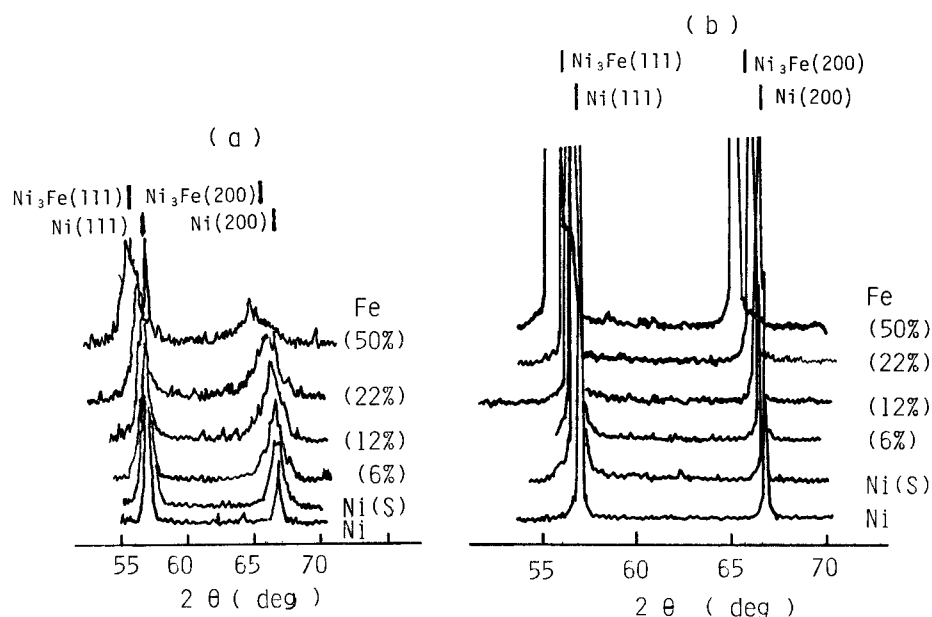 ( a )
Ni₃Fe(111) Ni₃Fe(200)
Ni(111) Ni(200)
Fe
(50%)
(22%)
(12%)
(6%)
Ni(S)
Ni
55 60 65 70
2 θ ( deg )
( b )
Ni₃Fe(111) Ni₃Fe(200)
Ni(111) Ni(200)
Fe
(50%)
(22%)
(12%)
(6%)
Ni(S)
Ni
55 60 65 70
2 θ ( deg )